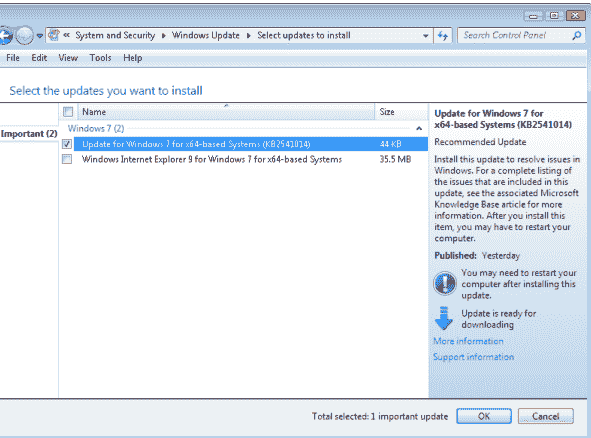 « System and Security ▸ Windows Update ▸ Select updates to install
Search Control Panel
File Edit View Tools Help
Select the updates you want to install
Name Size
Important (2)
Windows 7 (2)
Update for Windows 7 for x64-based Systems (KB2541014) 44 KB
Windows Internet Explorer 9 for Windows 7 for x64-based Systems 35.5 MB
Update for Windows 7 for
x64-based Systems (KB2541014)
Recommended Update
Install this update to resolve issues in
Windows. For a complete listing of
the issues that are included in this
update, see the associated Microsoft
Knowledge Base article for more
information. After you install this
item, you may have to restart your
computer.
Published: Yesterday
You may need to restart your
computer after installing this
update.
Update is ready for
downloading
More information
Support information
Total selected: 1 important update
OK
Cancel